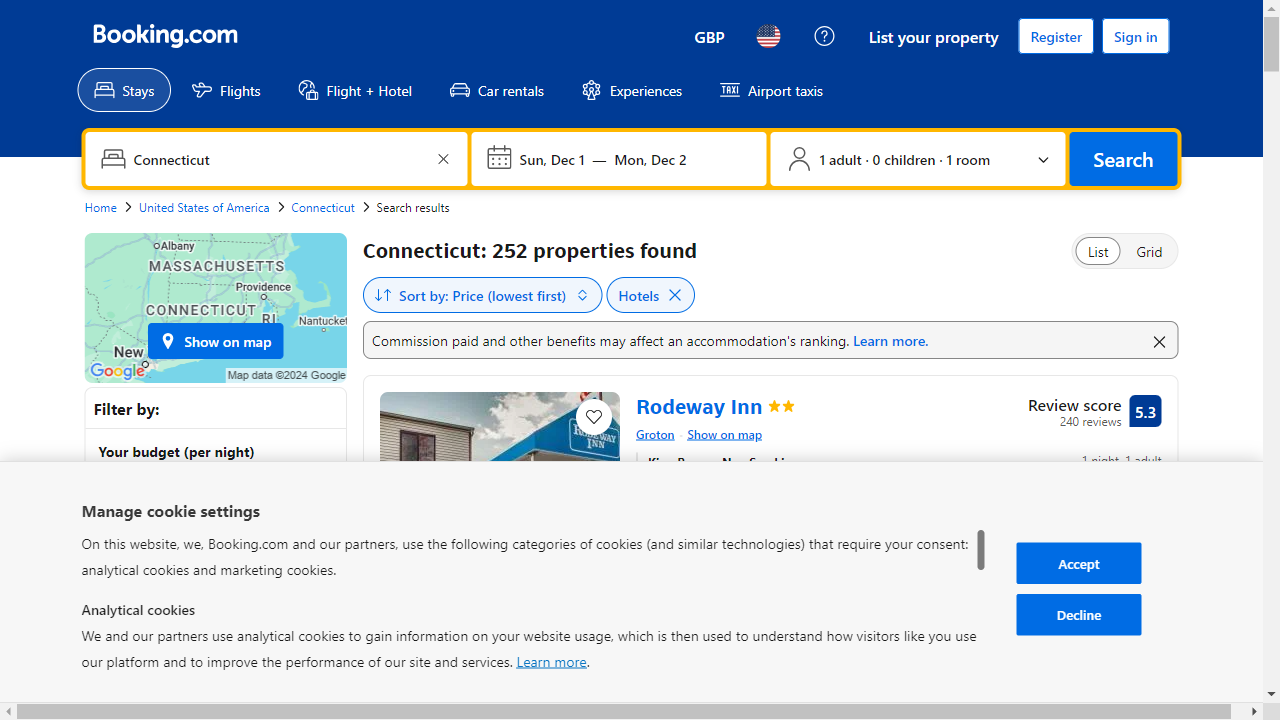 Booking.com
GBP
List your property
Register
Sign in
Stays
Flights
Flight + Hotel
Car rentals
Experiences
Airport taxis
Connecticut
Sun, Dec 1 — Mon, Dec 2
1 adult · 0 children · 1 room
Search
Home
United States of America
Connecticut
Search results
Albany
MASSACHUSETTS
Providence
CONNECTICUT
RI
Nantucket
Show on map
New
Google
Map data ©2024 Google
Filter by:
Your budget (per night)
Connecticut: 252 properties found
List
Grid
Sort by: Price (lowest first)
Hotels
Commission paid and other benefits may affect an accommodation's ranking. Learn more.
RODEWAY INN
Rodeway Inn
Groton
Show on map
Review score
240 reviews
5.3
Manage cookie settings
On this website, we, Booking.com and our partners, use the following categories of cookies (and similar technologies) that require your consent:
analytical cookies and marketing cookies.
Analytical cookies
We and our partners use analytical cookies to gain information on your website usage, which is then used to understand how visitors like you use
our platform and to improve the performance of our site and services. Learn more.
Accept
Decline